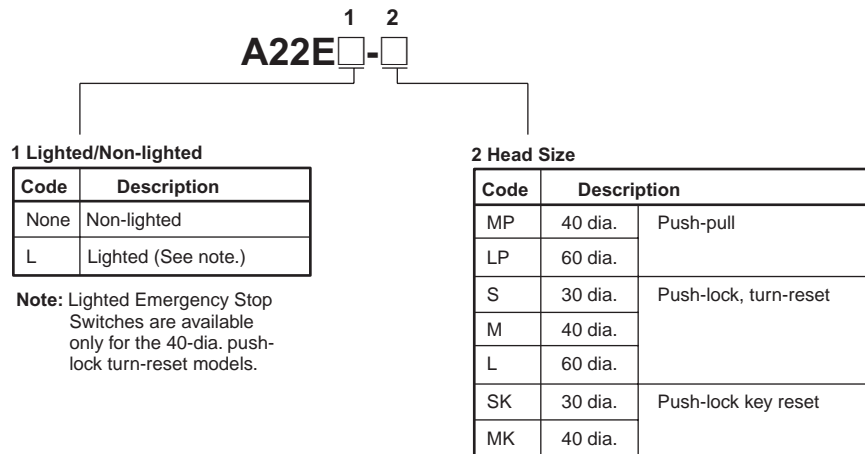 1 2
A22E□-□
1 Lighted/Non-lighted
Code Description
None Non-lighted
L Lighted (See note.)
Note: Lighted Emergency Stop
Switches are available
only for the 40-dia. push-
lock turn-reset models.
2 Head Size
Code Description
MP 40 dia. Push-pull
LP 60 dia.
S 30 dia. Push-lock, turn-reset
M 40 dia.
L 60 dia.
SK 30 dia. Push-lock key reset
MK 40 dia.